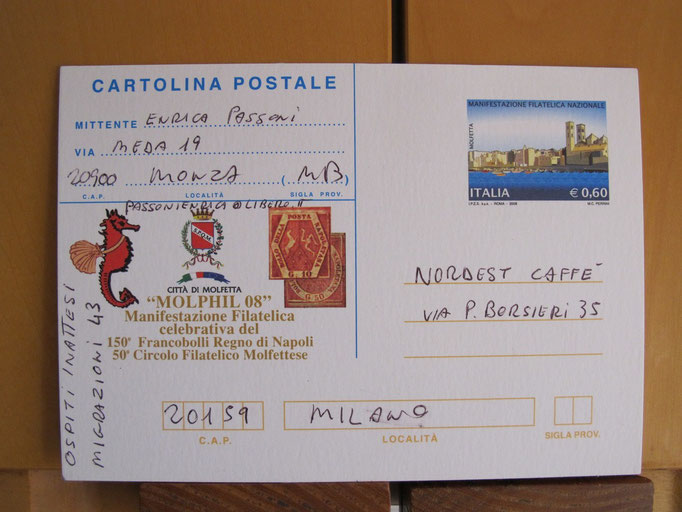 CARTOLINA POSTALE
MITTENTE ENRICA PASSONI
VIA MEDA 19
20900 MONZA (MB)
C.A.P. LOCALITÀ SIGLA PROV.
PASSONIENRICA@LIBERO.it
CITTÀ DI MOLFETTA
"MOLPHIL 08"
Manifestazione Filatelica
celebrativa del
150° Francobolli Regno di Napoli
50° Circolo Filatelico Molfettese
OSPITI INATTESI
MIGRAZIONI 43
MANIFESTAZIONE FILATELICA NAZIONALE
MOLFETTA
ITALIA € 0,60
NORDEST CAFFÈ
VIA P. BORSIERI 35
20159 MILANO
C.A.P. LOCALITÀ SIGLA PROV.